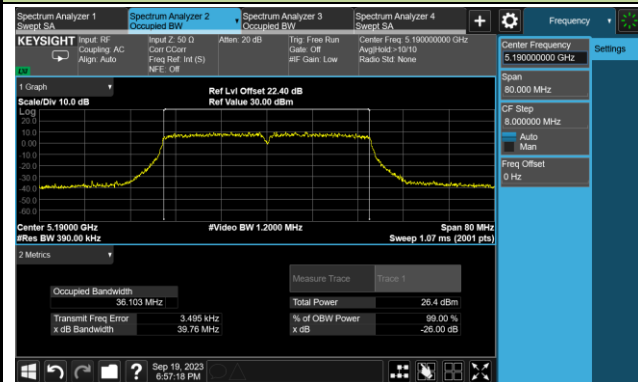 Spectrum Analyzer 1
Swept SA
Spectrum Analyzer 2
Occupied BW
Spectrum Analyzer 3
Occupied BW
Spectrum Analyzer 4
Swept SA
Frequency
KEYSIGHT
Input: RF
Coupling: AC
Align: Auto
Input Z: 50 Ω
Corr CCorr
Freq Ref: Int (S)
NFE: Off
Atten: 20 dB
Trig: Free Run
Gate: Off
#IF Gain: Low
Center Freq: 5.190000000 GHz
Avg|Hold:>10/10
Radio Std: None
LVI
Center Frequency
5.190000000 GHz
Settings
Span
80.000 MHz
CF Step
8.000000 MHz
Auto
Man
Freq Offset
0 Hz
1 Graph
Scale/Div 10.0 dB
Ref Lvl Offset 22.40 dB
Ref Value 30.00 dBm
Log
20.0
10.0
0.00
-10.0
-20.0
-30.0
-40.0
-50.0
-60.0
Center 5.19000 GHz
#Res BW 390.00 kHz
#Video BW 1.2000 MHz
Span 80 MHz
Sweep 1.07 ms (2001 pts)
2 Metrics
Measure Trace
Trace 1
Occupied Bandwidth
36.103 MHz
Total Power
26.4 dBm
Transmit Freq Error
3.495 kHz
% of OBW Power
99.00 %
x dB Bandwidth
39.76 MHz
x dB
-26.00 dB
Sep 19, 2023
6:57:18 PM